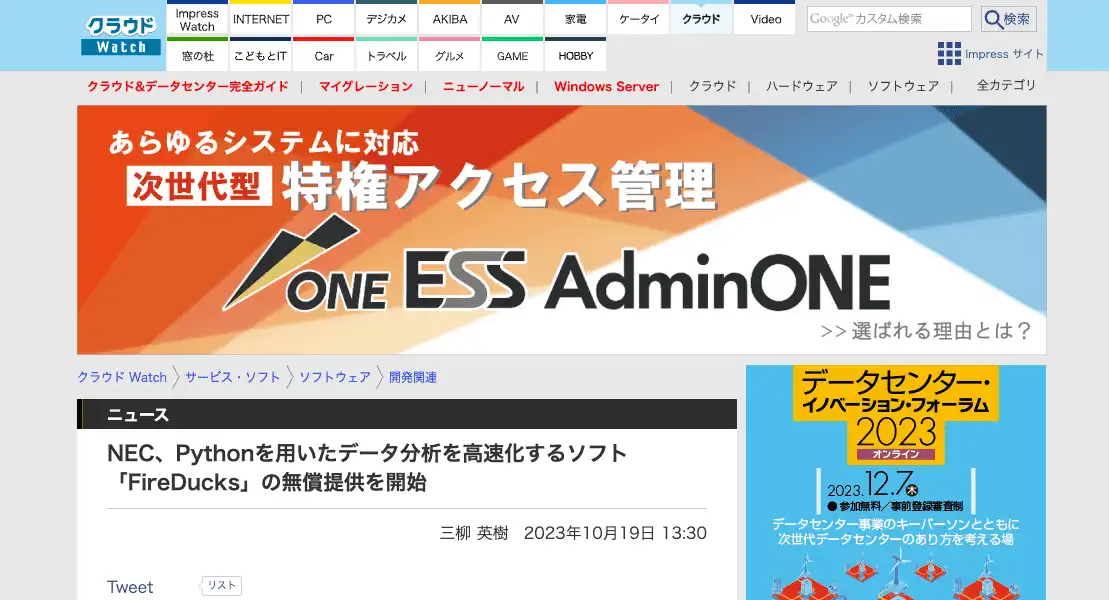 クラウド
Watch
Impress
Watch
INTERNET
PC
デジカメ
AKIBA
AV
家電
ケータイ
クラウド
Video
Google™カスタム検索
検索
窓の杜
こどもとIT
Car
トラベル
グルメ
GAME
HOBBY
Impress サイト
クラウド&データセンター完全ガイド | マイグレーション | ニューノーマル | Windows Server | クラウド | ハードウェア | ソフトウェア | 全カテゴリ
あらゆるシステムに対応
次世代型 特権アクセス管理
ONE ESS AdminONE
>> 選ばれる理由とは？
クラウド Watch
サービス・ソフト
ソフトウェア
開発関連
ニュース
NEC、Pythonを用いたデータ分析を高速化するソフト
「FireDucks」の無償提供を開始
三柳 英樹 2023年10月19日 13:30
Tweet
リスト
データセンター・
イノベーション・フォーラム
2023
オンライン
2023.12.7木
●参加無料／事前登録審査制
データセンター事業のキーパーソンとともに
次世代データセンターのあり方を考える場